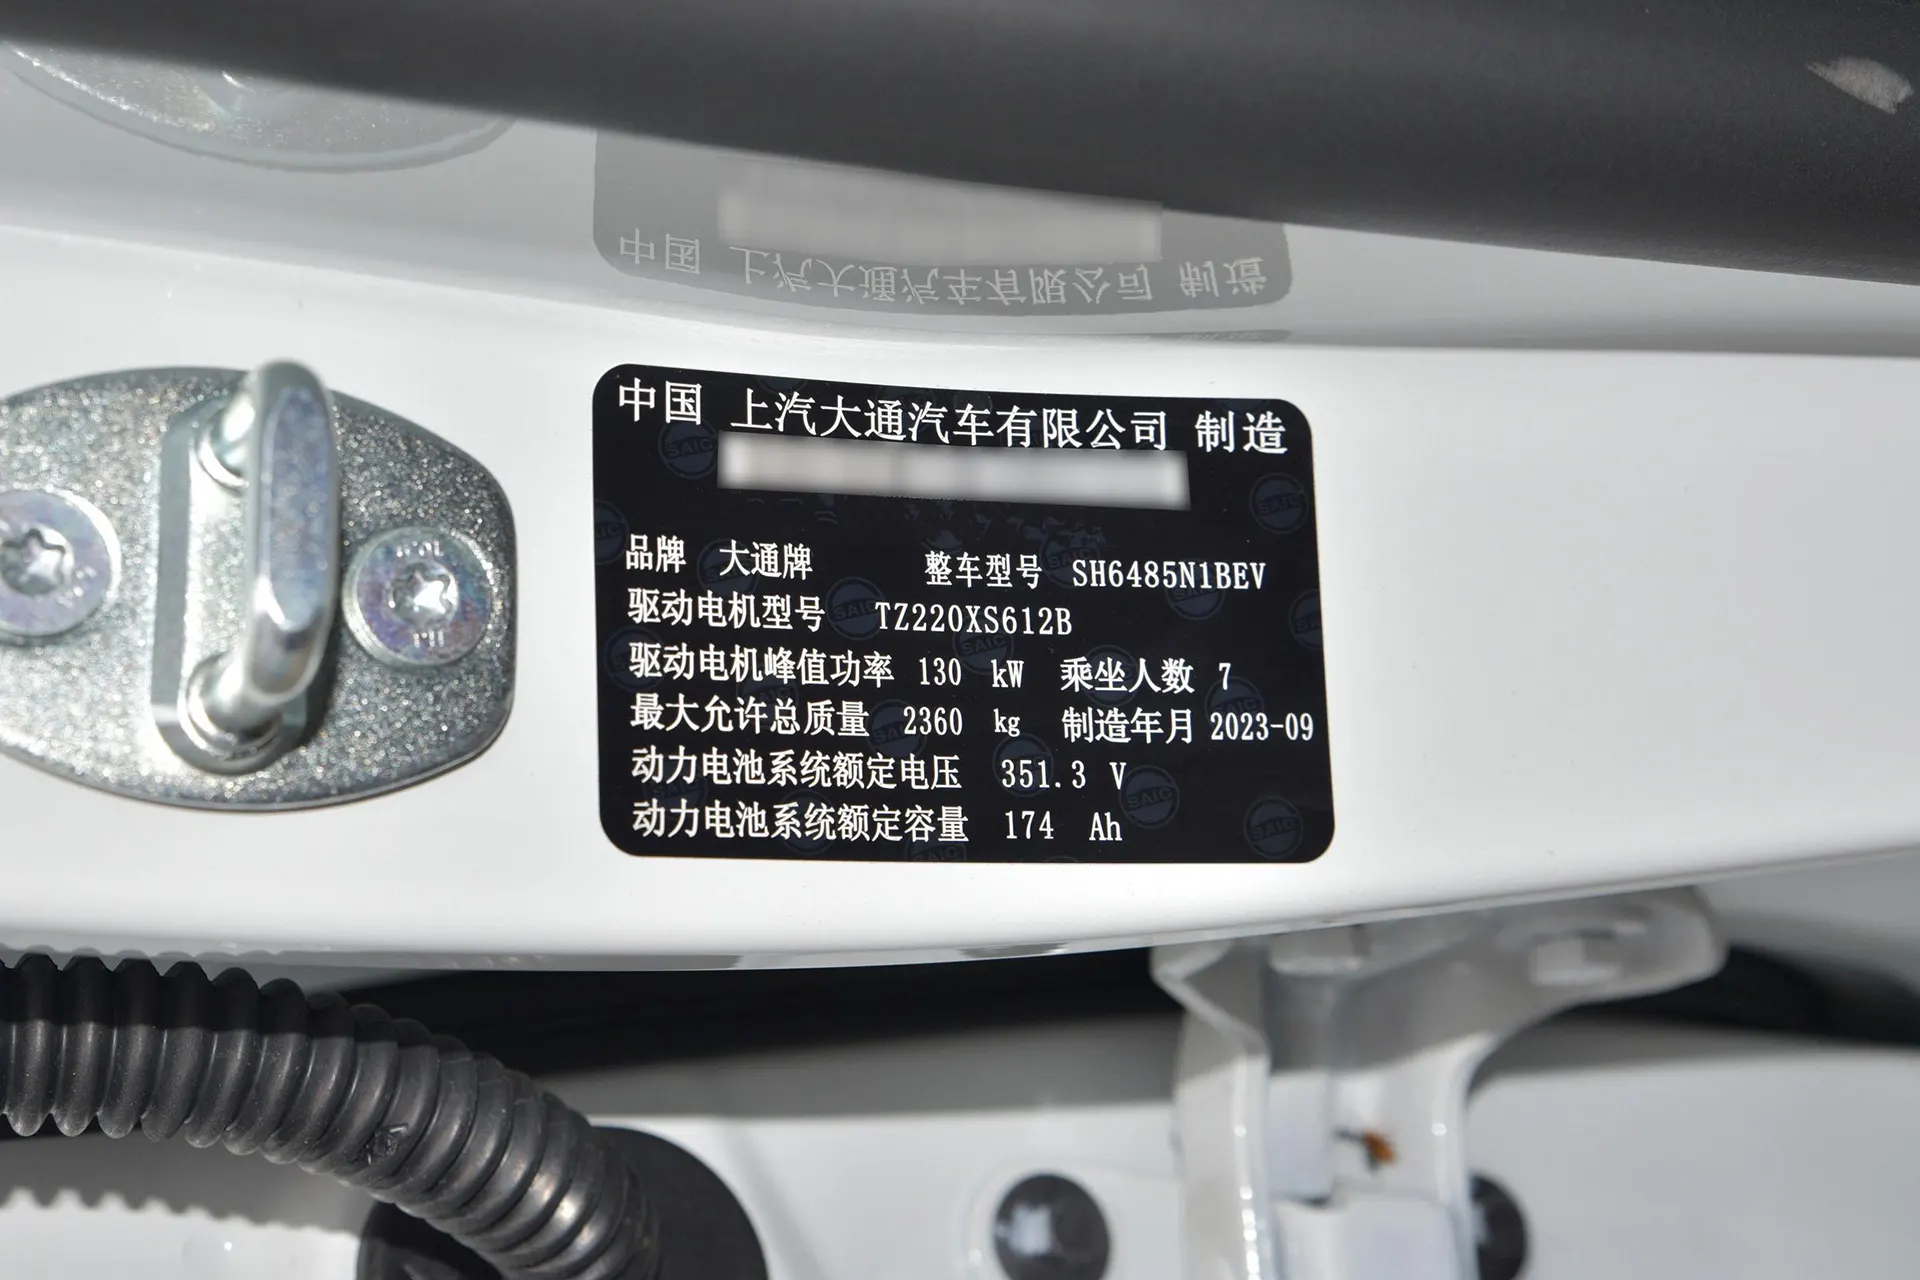 中国 上汽大通汽车有限公司 制造
品牌 大通牌 整车型号 SH6485N1BEV
驱动电机型号 TZ220XS612B
驱动电机峰值功率 130 kW 乘坐人数 7
最大允许总质量 2360 kg 制造年月 2023-09
动力电池系统额定电压 351.3 V
动力电池系统额定容量 174 Ah